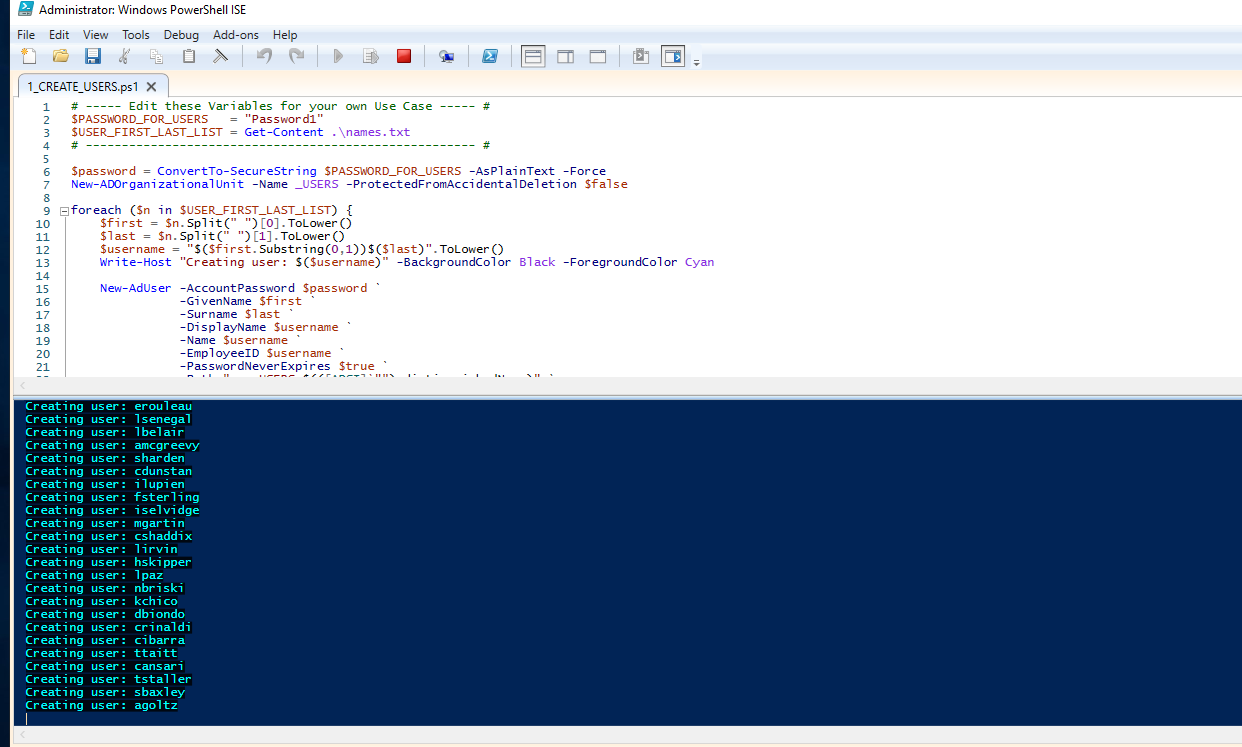 Administrator: Windows PowerShell ISE
File Edit View Tools Debug Add-ons Help
1_CREATE_USERS.ps1
1 # ----- Edit these Variables for your own Use Case ----- #
2 $PASSWORD_FOR_USERS   = "Password1"
3 $USER_FIRST_LAST_LIST = Get-Content .\names.txt
4 # ------------------------------------------------------ #
5
6 $password = ConvertTo-SecureString $PASSWORD_FOR_USERS -AsPlainText -Force
7 New-ADOrganizationalUnit -Name _USERS -ProtectedFromAccidentalDeletion $false
8
9 foreach ($n in $USER_FIRST_LAST_LIST) {
10     $first = $n.Split(" ")[0].ToLower()
11     $last = $n.Split(" ")[1].ToLower()
12     $username = "$($first.Substring(0,1))$($last)".ToLower()
13     Write-Host "Creating user: $($username)" -BackgroundColor Black -ForegroundColor Cyan
14
15     New-AdUser -AccountPassword $password `
16                -GivenName $first `
17                -Surname $last `
18                -DisplayName $username `
19                -Name $username `
20                -EmployeeID $username `
21                -PasswordNeverExpires $true `
Creating user: erouleau
Creating user: lsenegal
Creating user: lbelair
Creating user: amcgreevy
Creating user: sharden
Creating user: cdunstan
Creating user: ilupien
Creating user: fsterling
Creating user: iselvidge
Creating user: mgartin
Creating user: cshaddix
Creating user: lirvin
Creating user: hskipper
Creating user: lpaz
Creating user: nbriski
Creating user: kchico
Creating user: dbiondo
Creating user: crinaldi
Creating user: cibarra
Creating user: ttaitt
Creating user: cansari
Creating user: tstaller
Creating user: sbaxley
Creating user: agoltz